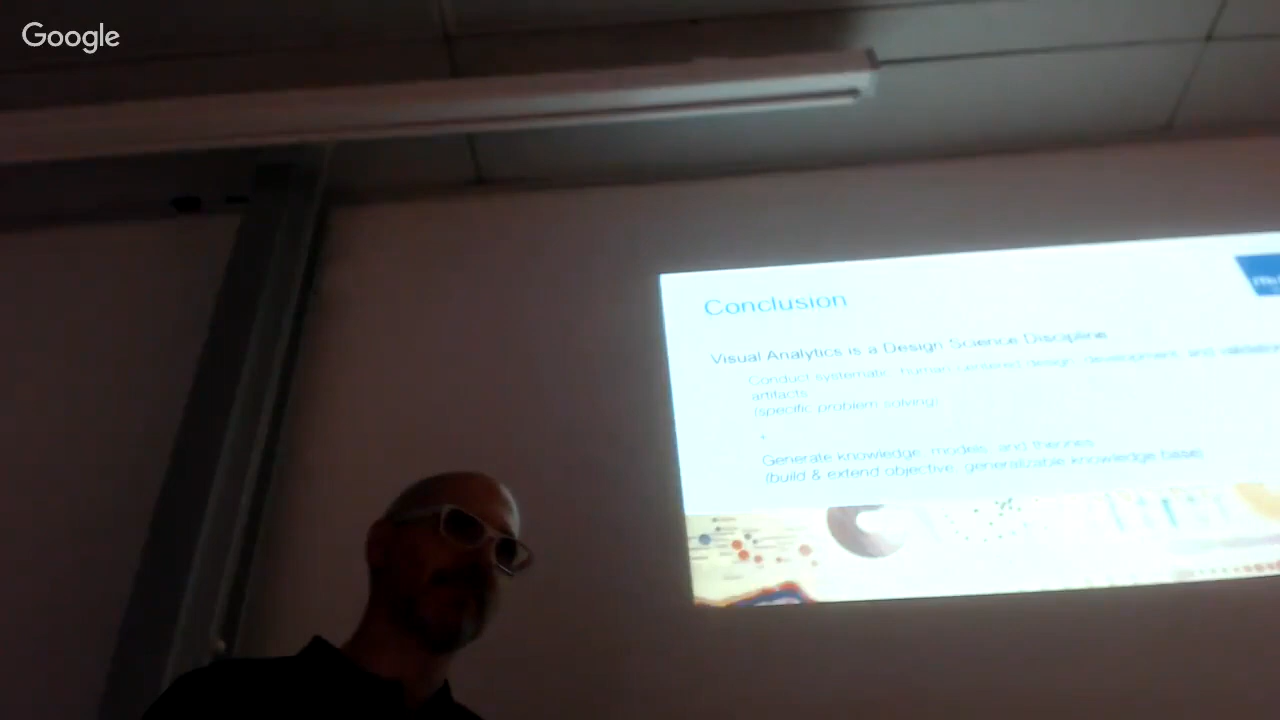 Google
Conclusion
Visual Analytics is a Design Science Discipline
Conduct systematic, human centered design, development, and validation
artifacts
(specific problem solving)
Generate knowledge, models, and theories
(build & extend objective, generalizable knowledge base)